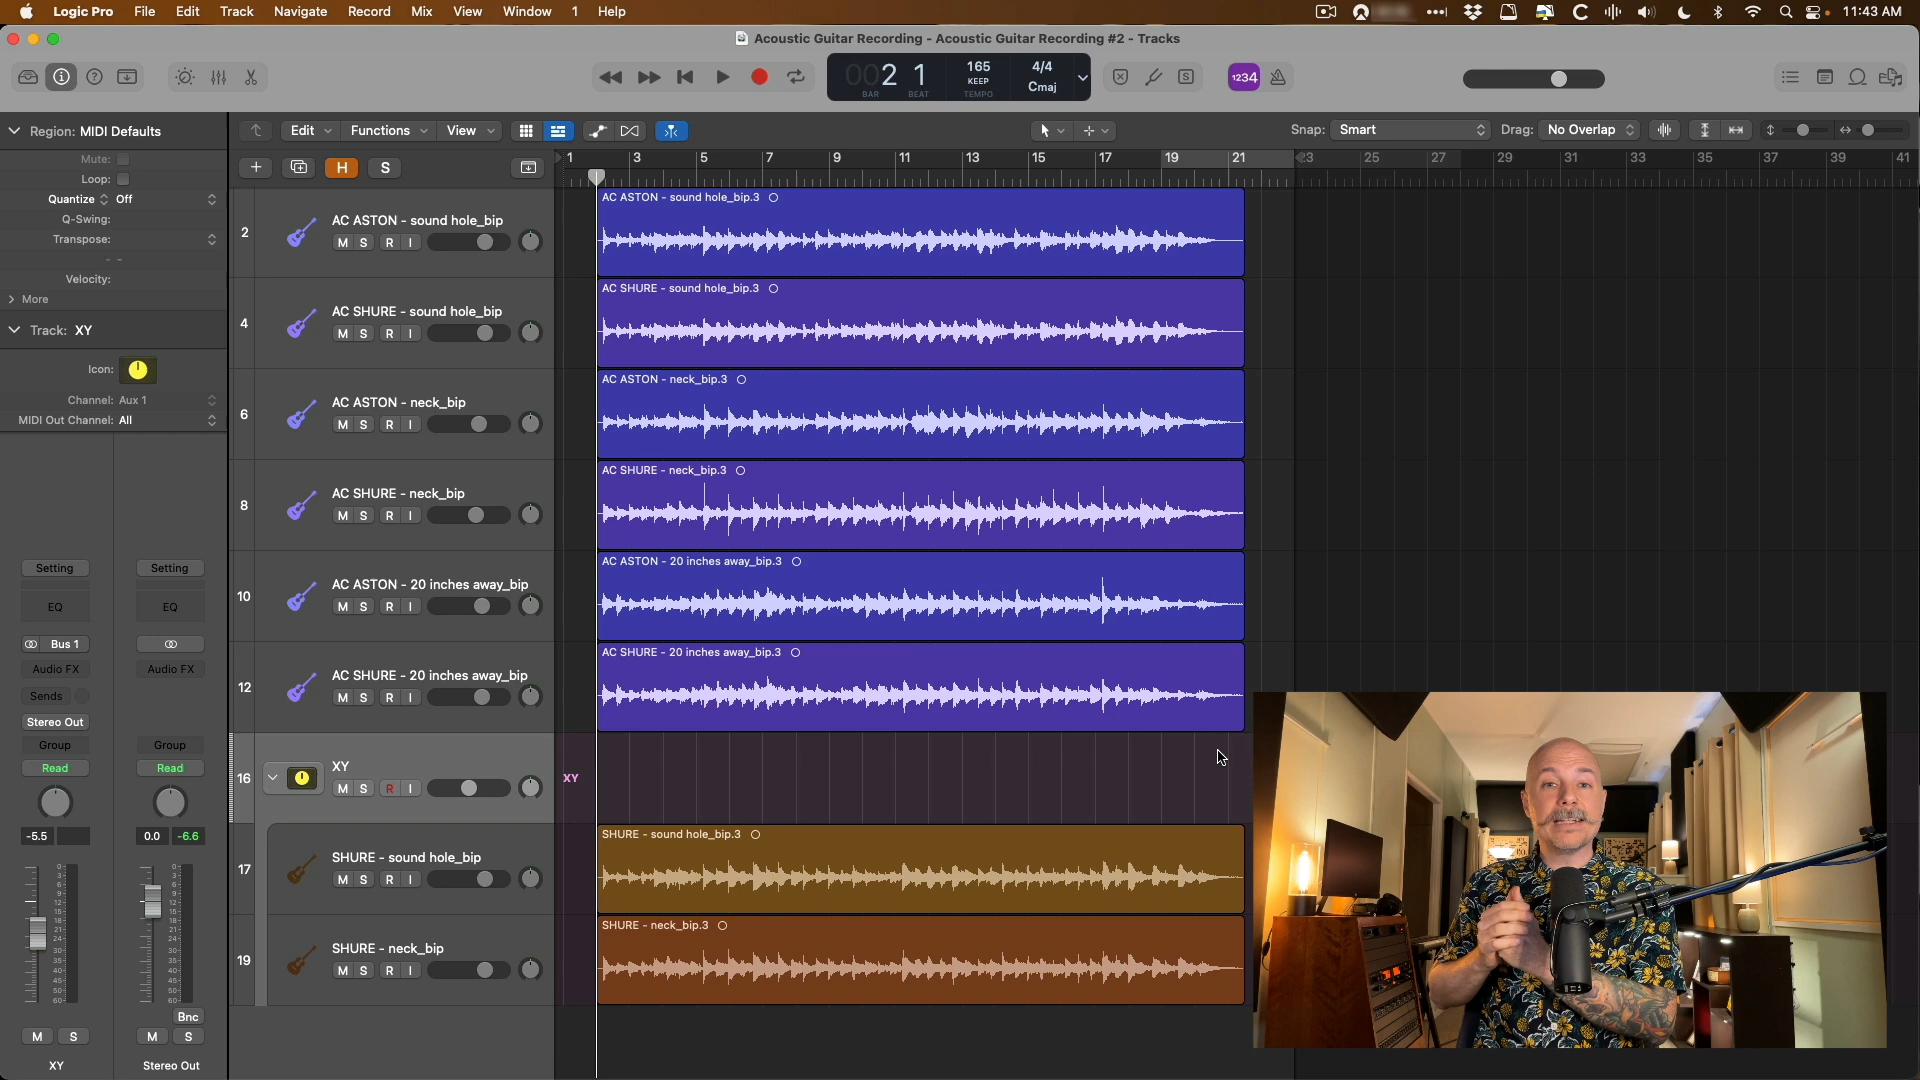 Logic Pro File Edit Track Navigate Record Mix View Window 1 Help 11:43 AM
Acoustic Guitar Recording - Acoustic Guitar Recording #2 - Tracks
002 1 165 4/4
KEEP Cmaj
BAR BEAT TEMPO
S 1234
Region: MIDI Defaults Edit Functions View Snap: Smart Drag: No Overlap
Mute:
H S 1 3 5 7 9 11 13 15 17 19 21 23 25 27 29 31 33 35 37 39 41
Loop:
Quantize Off
Q-Swing:
Transpose:
Velocity:
More
Track: XY
Icon:
Channel: Aux 1
MIDI Out Channel: All
2 AC ASTON - sound hole_bip
M S R I
AC ASTON - sound hole_bip.3
4 AC SHURE - sound hole_bip
M S R I
AC SHURE - sound hole_bip.3
6 AC ASTON - neck_bip
M S R I
AC ASTON - neck_bip.3
8 AC SHURE - neck_bip
M S R I
AC SHURE - neck_bip.3
10 AC ASTON - 20 inches away_bip
M S R I
AC ASTON - 20 inches away_bip.3
12 AC SHURE - 20 inches away_bip
M S R I
AC SHURE - 20 inches away_bip.3
16 XY
M S R I
XY
17 SHURE - sound hole_bip
M S R I
SHURE - sound hole_bip.3
19 SHURE - neck_bip
M S R I
SHURE - neck_bip.3
Setting Setting
EQ EQ
Bus 1
Audio FX Audio FX
Sends
Stereo Out
Group Group
Read Read
-5.5 0.0 -6.6
Bnc
M S M S
XY Stereo Out